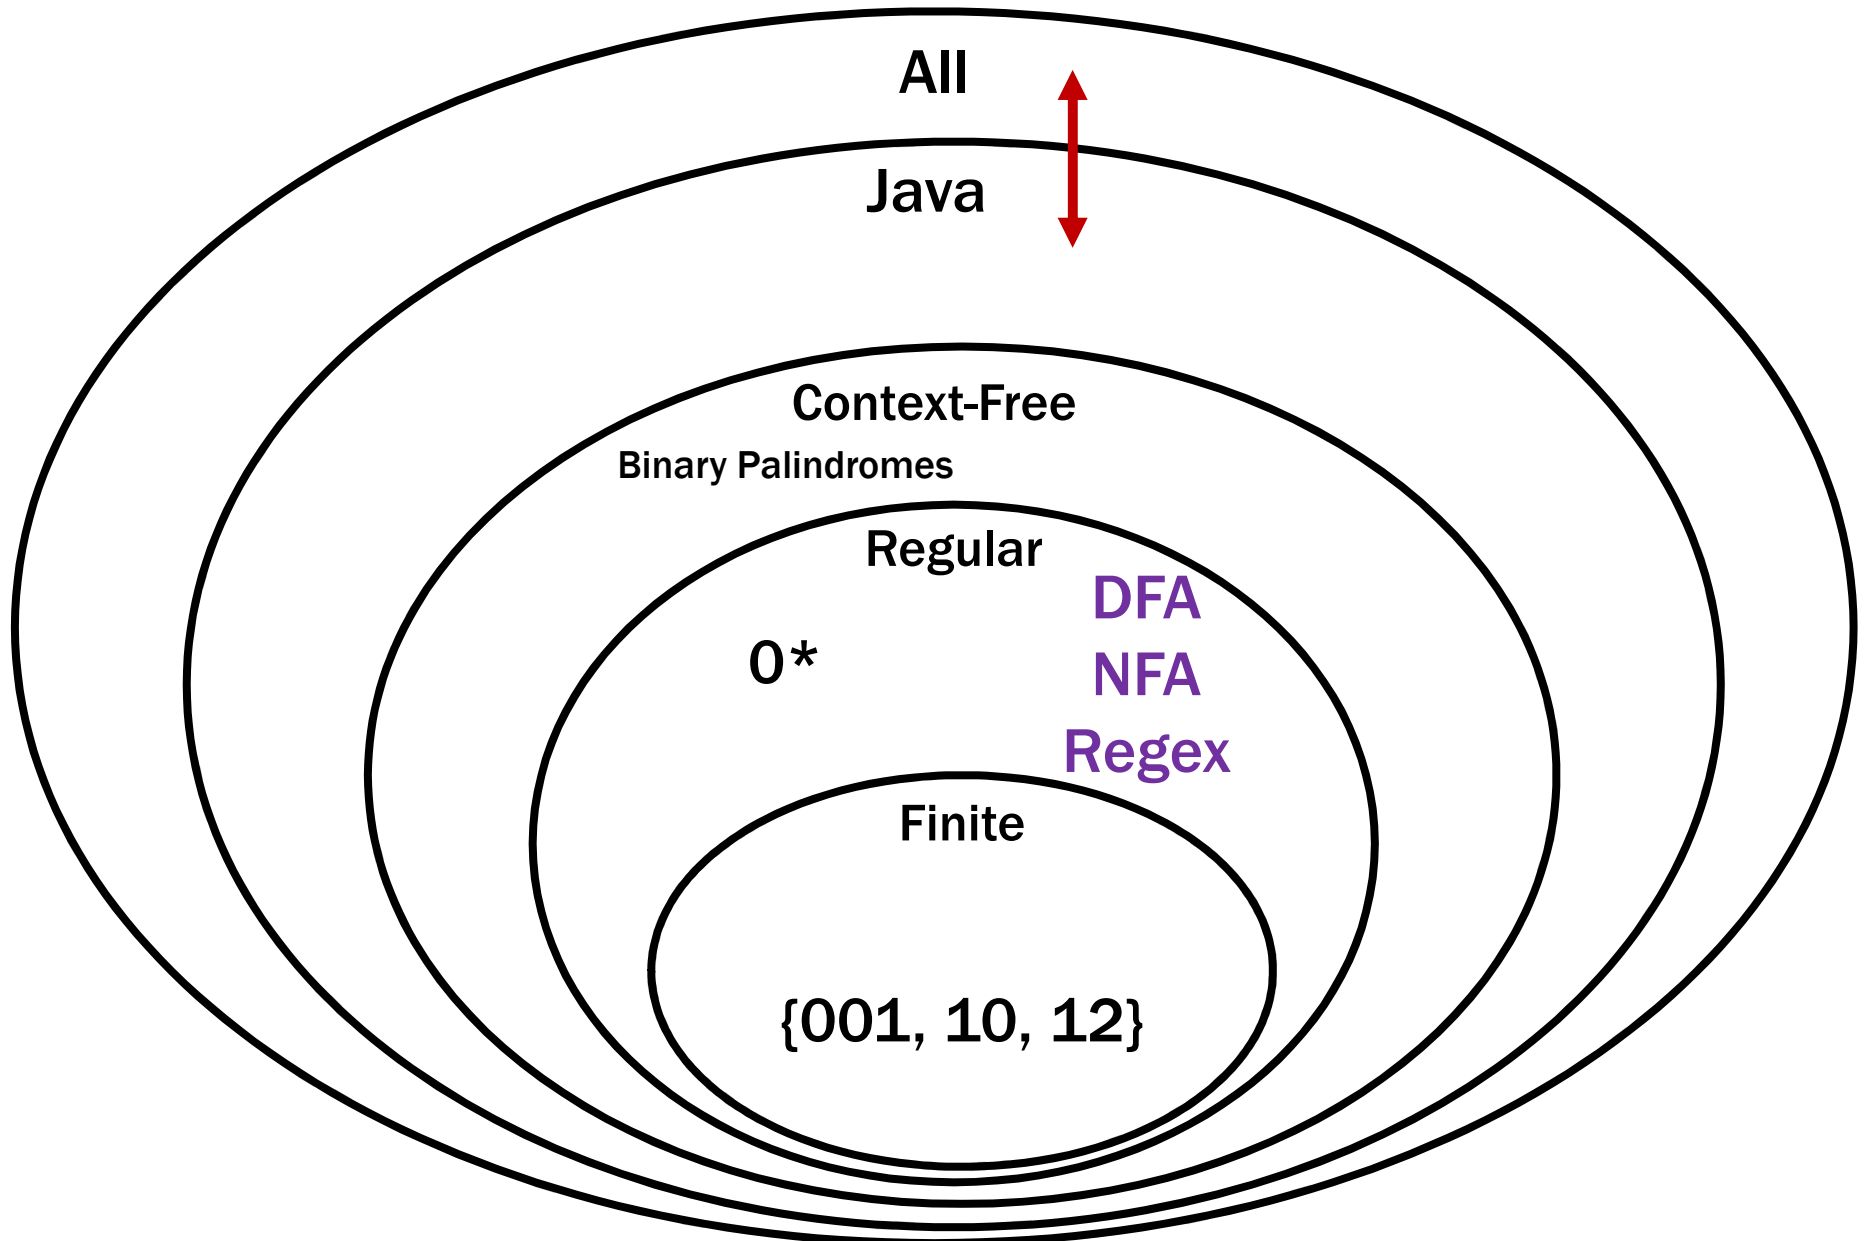 All
Java
Context-Free
Binary Palindromes
Regular
DFA
0*
NFA
Regex
Finite
{001, 10, 12}